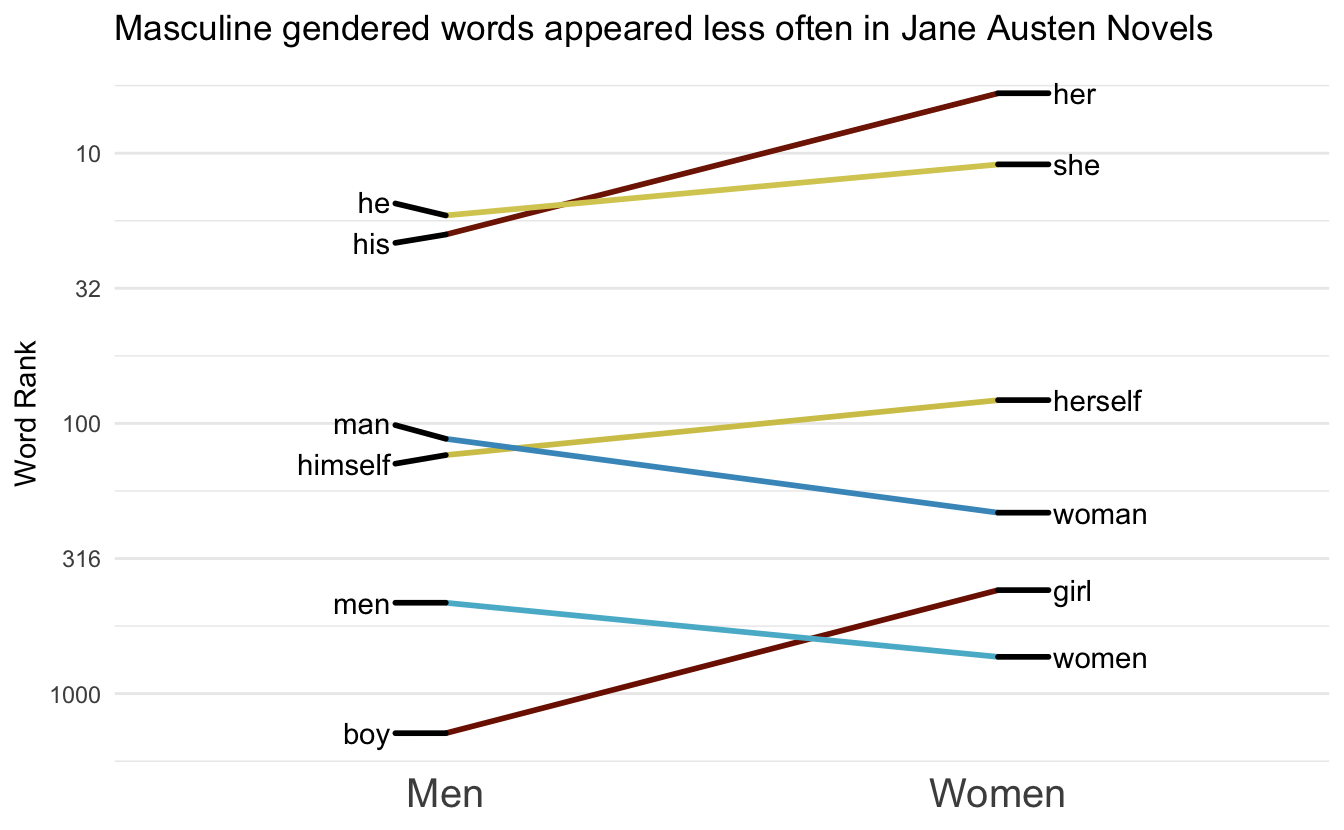 Masculine gendered words appeared less often in Jane Austen Novels
her
10
she
he
his
32
Word Rank
herself
100
man
himself
woman
316
girl
men
women
1000
boy
Men
Women